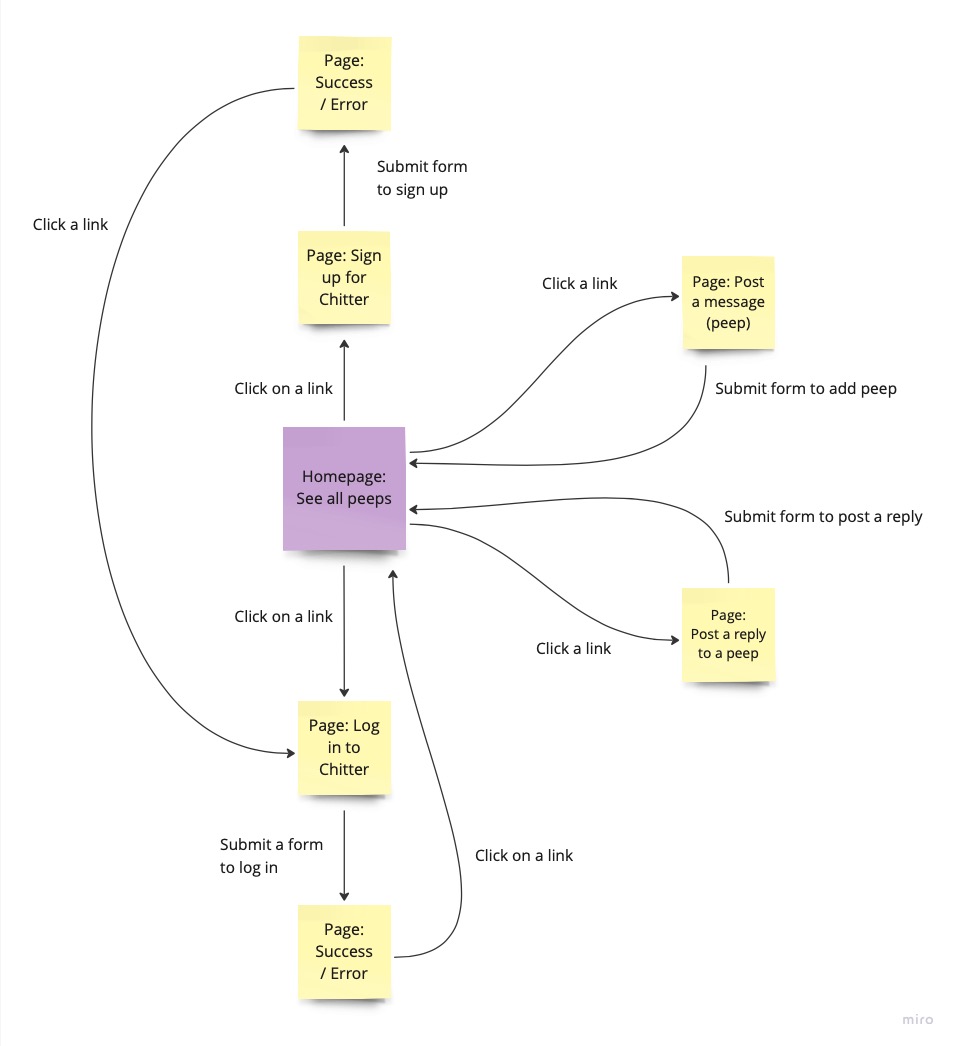 Page:
Success
/ Error
Submit form
to sign up
Click a link
Page: Sign
up for
Chitter
Click a link
Page: Post
a message
(peep)
Click on a link
Submit form to add peep
Homepage:
See all peeps
Submit form to post a reply
Click on a link
Click a link
Page:
Post a reply
to a peep
Page: Log
in to
Chitter
Submit a form
to log in
Click on a link
Page:
Success
/ Error
miro